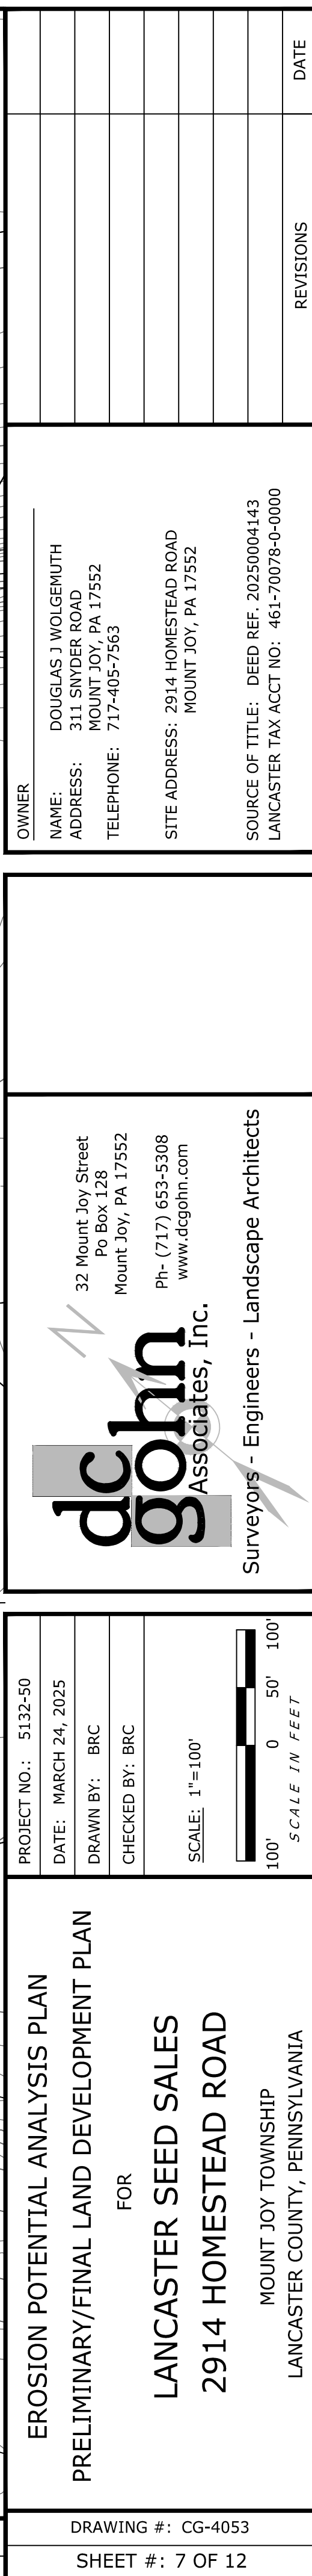 EROSION POTENTIAL ANALYSIS PLAN
PRELIMINARY/FINAL LAND DEVELOPMENT PLAN
FOR
LANCASTER SEED SALES
2914 HOMESTEAD ROAD
MOUNT JOY TOWNSHIP
LANCASTER COUNTY, PENNSYLVANIA
PROJECT NO.: 5132-50
DATE: MARCH 24, 2025
DRAWN BY: BRC
CHECKED BY: BRC
SCALE: 1"=100'
100' 0 50' 100'
SCALE IN FEET
N
dc
gohn
Associates, Inc.
32 Mount Joy Street
Po Box 128
Mount Joy, PA 17552
Ph- (717) 653-5308
www.dcgohn.com
Surveyors - Engineers - Landscape Architects
OWNER
NAME: DOUGLAS J WOLGEMUTH
ADDRESS: 311 SNYDER ROAD
MOUNT JOY, PA 17552
TELEPHONE: 717-405-7563
SITE ADDRESS: 2914 HOMESTEAD ROAD
MOUNT JOY, PA 17552
SOURCE OF TITLE: DEED REF. 20250004143
LANCASTER TAX ACCT NO: 461-70078-0-0000
REVISIONS DATE
DRAWING #: CG-4053
SHEET #: 7 OF 12